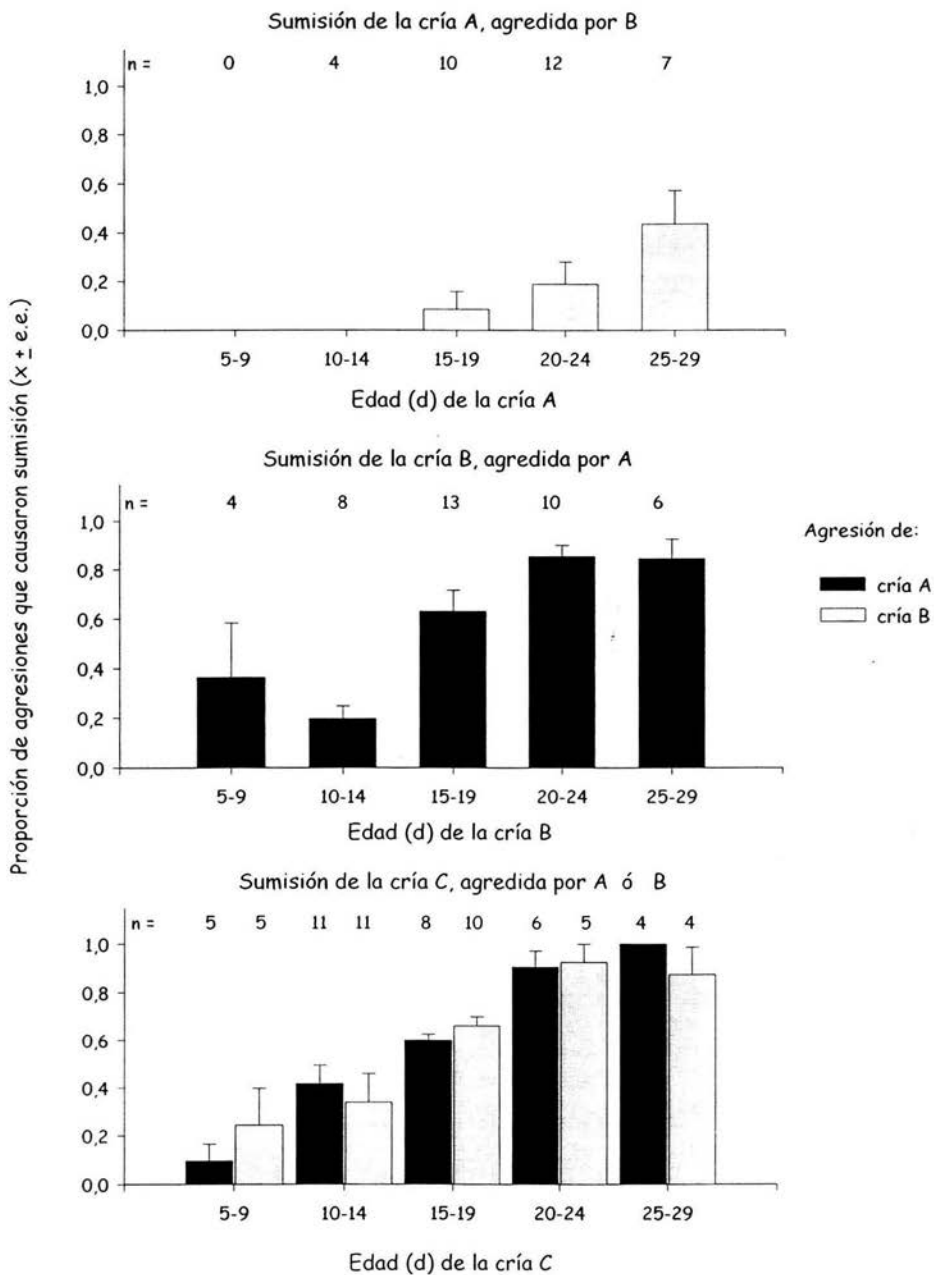 Sumisión de la cría A, agredida por B
n = 0 4 10 12 7
1,0
0,8
0,6
0,4
0,2
0,0
5-9 10-14 15-19 20-24 25-29
Edad (d) de la cría A
Proporción de agresiones que causaron sumisión (x ± e.e.)
Sumisión de la cría B, agredida por A
n = 4 8 13 10 6
1,0
0,8
0,6
0,4
0,2
0,0
5-9 10-14 15-19 20-24 25-29
Edad (d) de la cría B
Agresión de:
cría A
cría B
Sumisión de la cría C, agredida por A ó B
n = 5 5 11 11 8 10 6 5 4 4
1,0
0,8
0,6
0,4
0,2
0,0
5-9 10-14 15-19 20-24 25-29
Edad (d) de la cría C